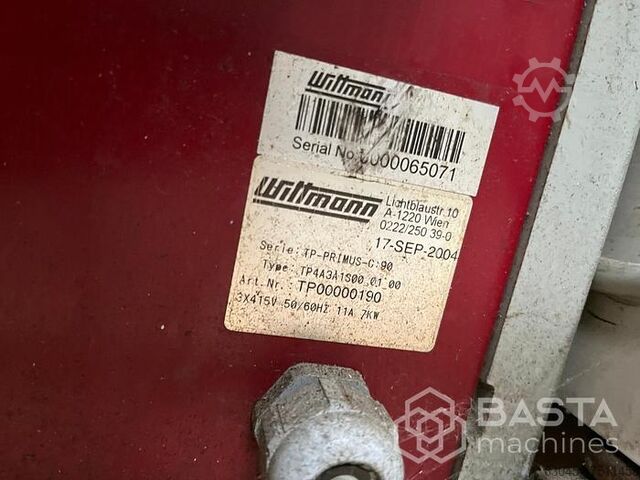 Wittmann
Serial No.0000065071
Wittmann
Lichtblaustr.10
A-1220 Wien
0222/250 39-0
17-SEP-2004
Serie: TP-PRIMUS-C:90
Type: TP4A3A1S00.01.00
Art.Nr.: TP00000190
3X415V 50/60HZ 11A 7KW
BASTA
machines